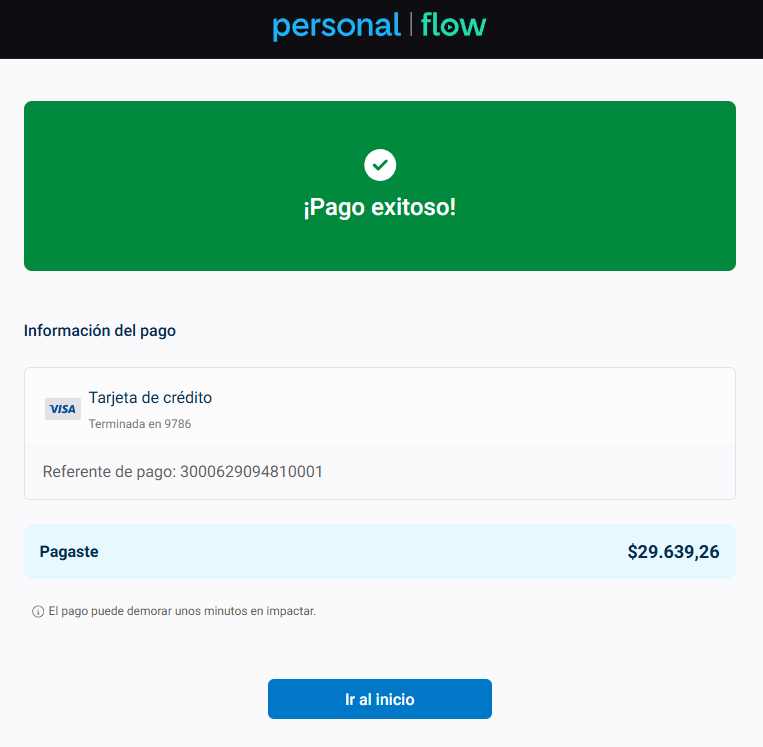 personal | flow
¡Pago exitoso!
Información del pago
VISA
Tarjeta de crédito
Terminada en 9786
Referente de pago: 3000629094810001
Pagaste $29.639,26
El pago puede demorar unos minutos en impactar.
Ir al inicio